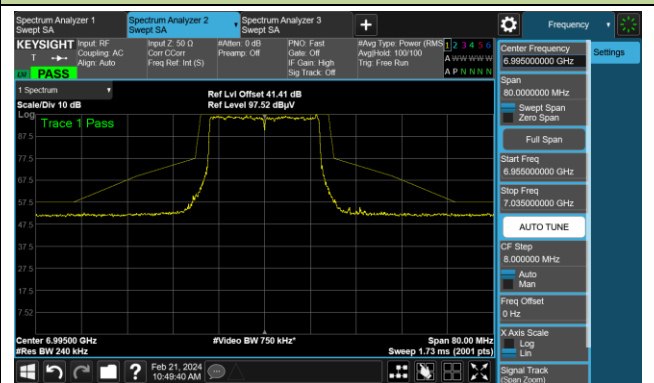 Spectrum Analyzer 1
Swept SA
Spectrum Analyzer 2
Swept SA
Spectrum Analyzer 3
Swept SA
+
Frequency
KEYSIGHT
Input: RF
Coupling: AC
Align: Auto
Input Z: 50 Ω
Corr CCorr
Freq Ref: Int (S)
#Atten: 0 dB
Preamp: Off
PNO: Fast
Gate: Off
IF Gain: High
Sig Track: Off
#Avg Type: Power (RMS
Avg|Hold: 100/100
Trig: Free Run
1 2 3 4 5 6
A W W W W W
A P N N N N
T
PASS
Center Frequency
6.995000000 GHz
Settings
Span
80.0000000 MHz
Swept Span
Zero Span
Full Span
Start Freq
6.955000000 GHz
Stop Freq
7.035000000 GHz
AUTO TUNE
CF Step
8.000000 MHz
Auto
Man
Freq Offset
0 Hz
X Axis Scale
Log
Lin
Signal Track
(Span Zoom)
1 Spectrum
Scale/Div 10 dB
Ref Lvl Offset 41.41 dB
Ref Level 97.52 dBµV
Log
Trace 1 Pass
87.5
77.5
67.5
57.5
47.5
37.5
27.5
17.5
7.52
Center 6.99500 GHz
#Video BW 750 kHz*
Span 80.00 MHz
#Res BW 240 kHz
Sweep 1.73 ms (2001 pts)
?
Feb 21, 2024
10:49:40 AM